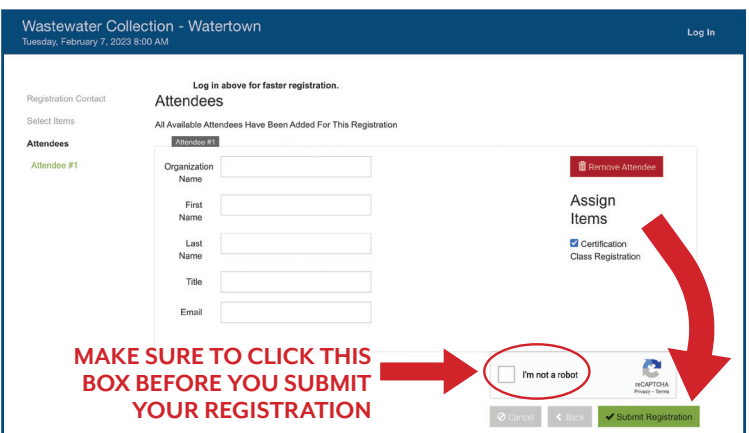 Wastewater Collection - Watertown
Tuesday, February 7, 2023 8:00 AM
Log In
Log in above for faster registration.
Registration Contact
Select Items
Attendees
Attendee #1
Attendees
All Available Attendees Have Been Added For This Registration
Attendee #1
Organization
Name
First
Name
Last
Name
Title
Email
Remove Attendee
Assign
Items
Certification
Class Registration
MAKE SURE TO CLICK THIS
BOX BEFORE YOU SUBMIT
YOUR REGISTRATION
I'm not a robot
reCAPTCHA
Privacy - Terms
Cancel
Back
Submit Registration